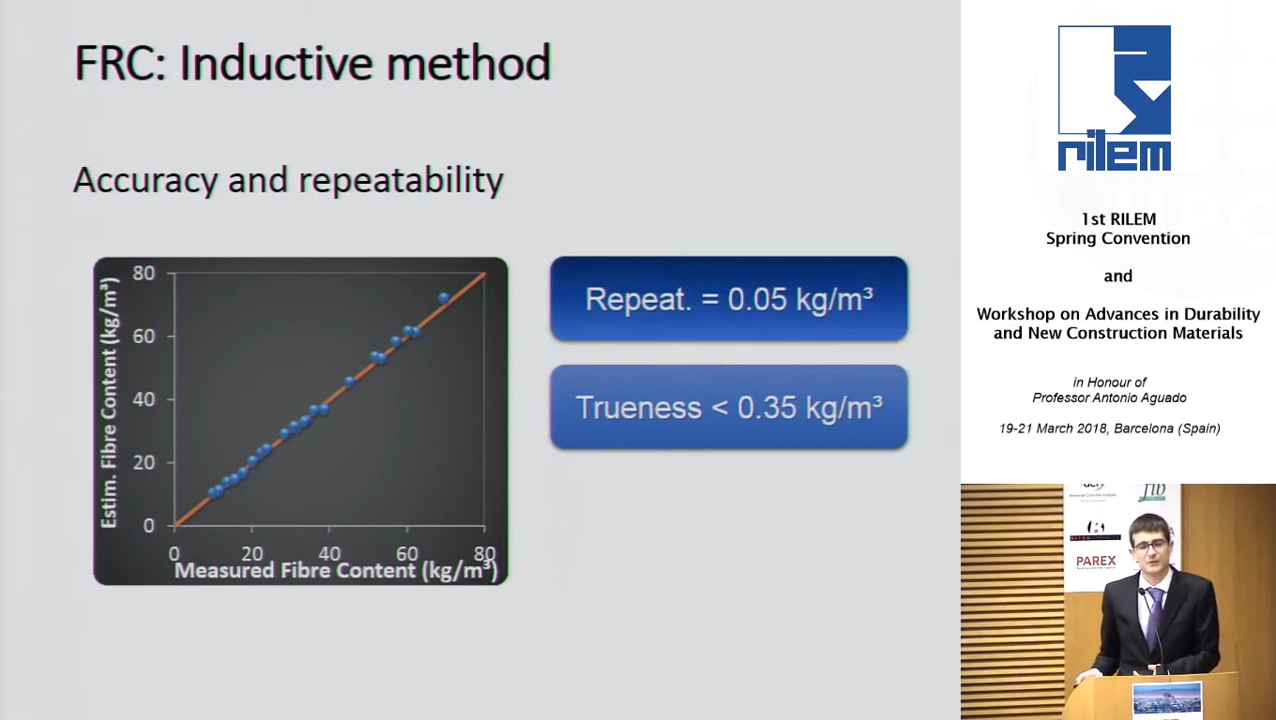 FRC: Inductive method
Accuracy and repeatability
80
60
40
20
0
Estim. Fibre Content (kg/m³)
0 20 40 60 80
Measured Fibre Content (kg/m³)
Repeat. = 0.05 kg/m³
Trueness < 0.35 kg/m³
rilem
1st RILEM
Spring Convention
and
Workshop on Advances in Durability
and New Construction Materials
in Honour of
Professor Antonio Aguado
19-21 March 2018, Barcelona (Spain)
fib
PAREX